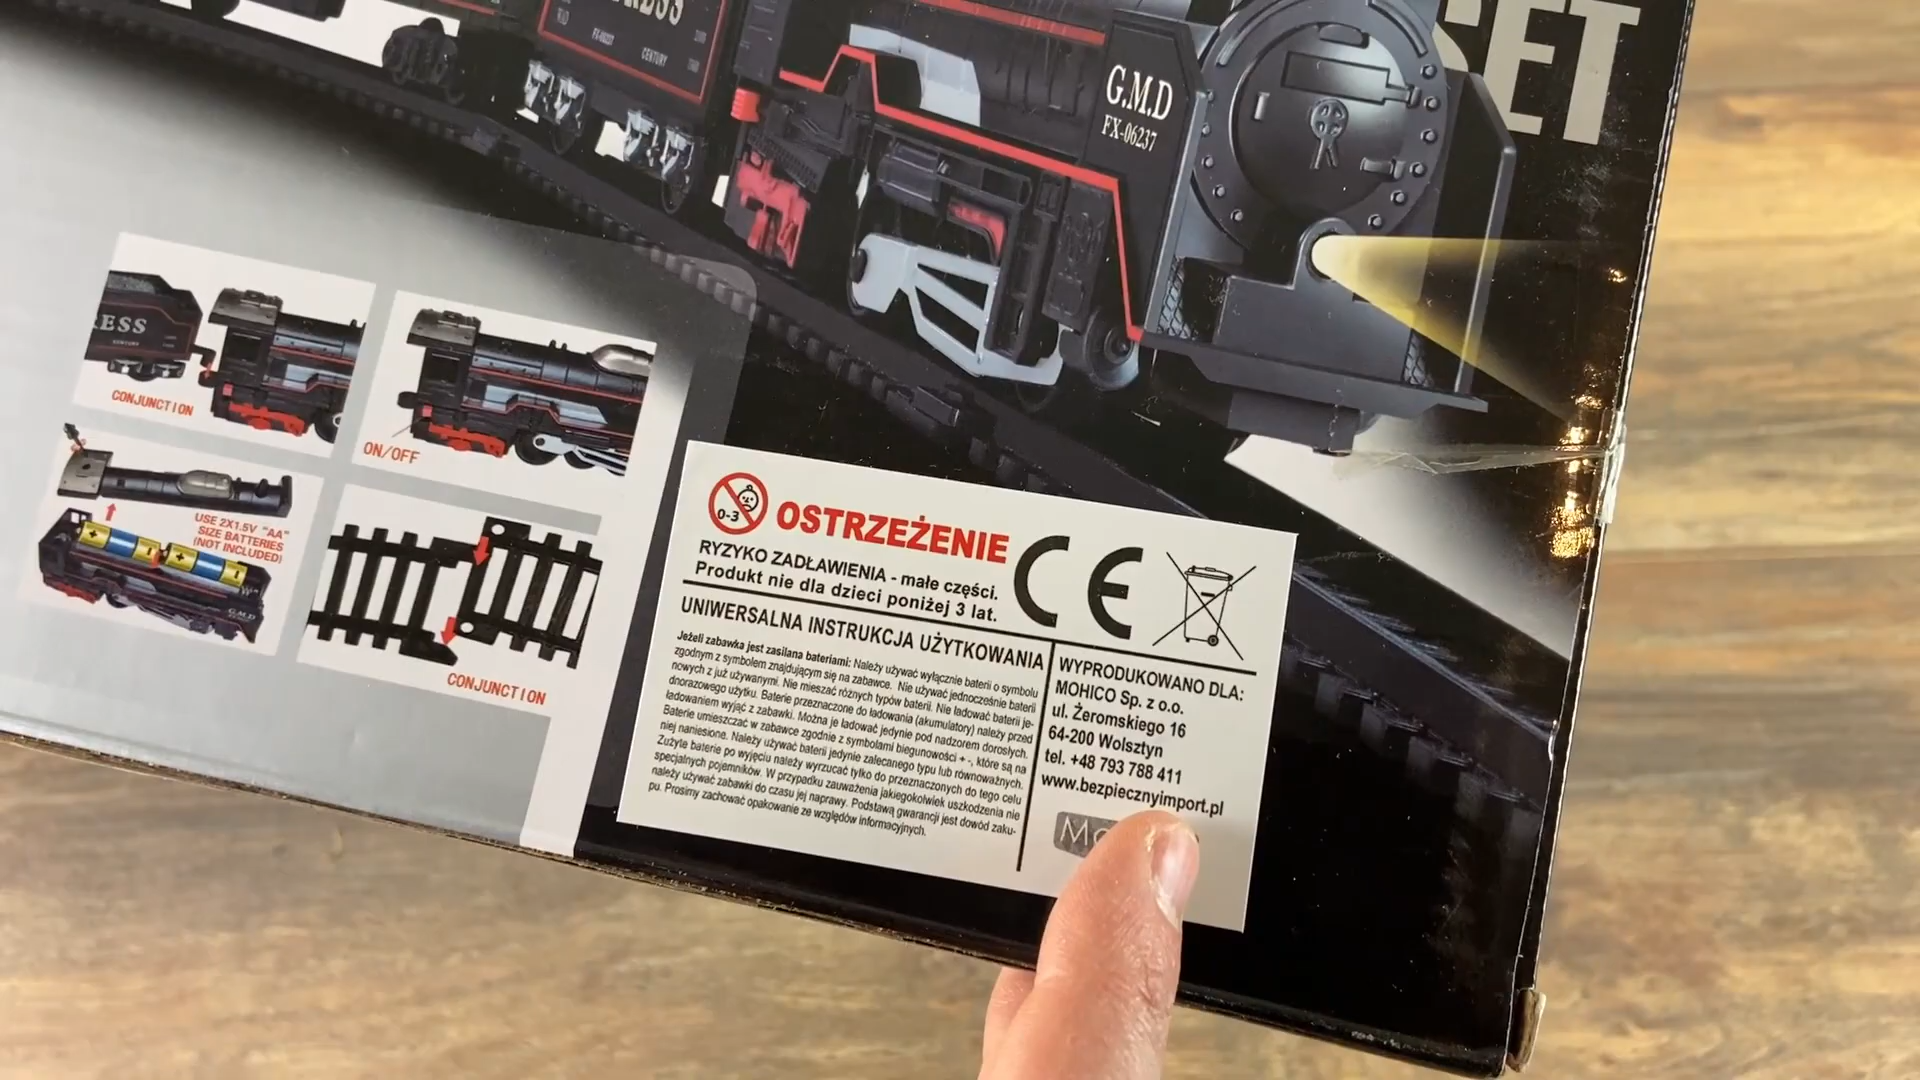 SET
CENTURY
G.M.D
FX-06237
ESS
CONJUNCTION
ON/OFF
USE 2X1.5V "AA"
SIZE BATTERIES
(NOT INCLUDED)
G.M.D
CONJUNCTION
0-3
OSTRZEŻENIE
RYZYKO ZADŁAWIENIA - małe części.
Produkt nie dla dzieci poniżej 3 lat.
CE
UNIWERSALNA INSTRUKCJA UŻYTKOWANIA
Jeżeli zabawka jest zasilana bateriami: Należy używać wyłącznie baterii o symbolu
zgodnym z symbolem znajdującym się na zabawce. Nie używać jednocześnie baterii
nowych z już używanymi. Nie mieszać różnych typów baterii. Nie ładować baterii je-
dnorazowego użytku. Baterie przeznaczone do ładowania (akumulatory) należy przed
ładowaniem wyjąć z zabawki. Można je ładować jedynie pod nadzorem dorosłych.
Baterie umieszczać w zabawce zgodnie z symbolami biegunowości + -, które są na
niej naniesione. Należy używać baterii jedynie zalecanego typu lub równoważnych.
Zużyte baterie po wyjęciu należy wyrzucać tylko do przeznaczonych do tego celu
specjalnych pojemników. W przypadku zauważenia jakiegokolwiek uszkodzenia nie
należy używać zabawki do czasu jej naprawy. Podstawą gwarancji jest dowód zaku-
pu. Prosimy zachować opakowanie ze względów informacyjnych.
WYPRODUKOWANO DLA:
MOHICO Sp. z o.o.
ul. Żeromskiego 16
64-200 Wolsztyn
tel. +48 793 788 411
www.bezpiecznyimport.pl